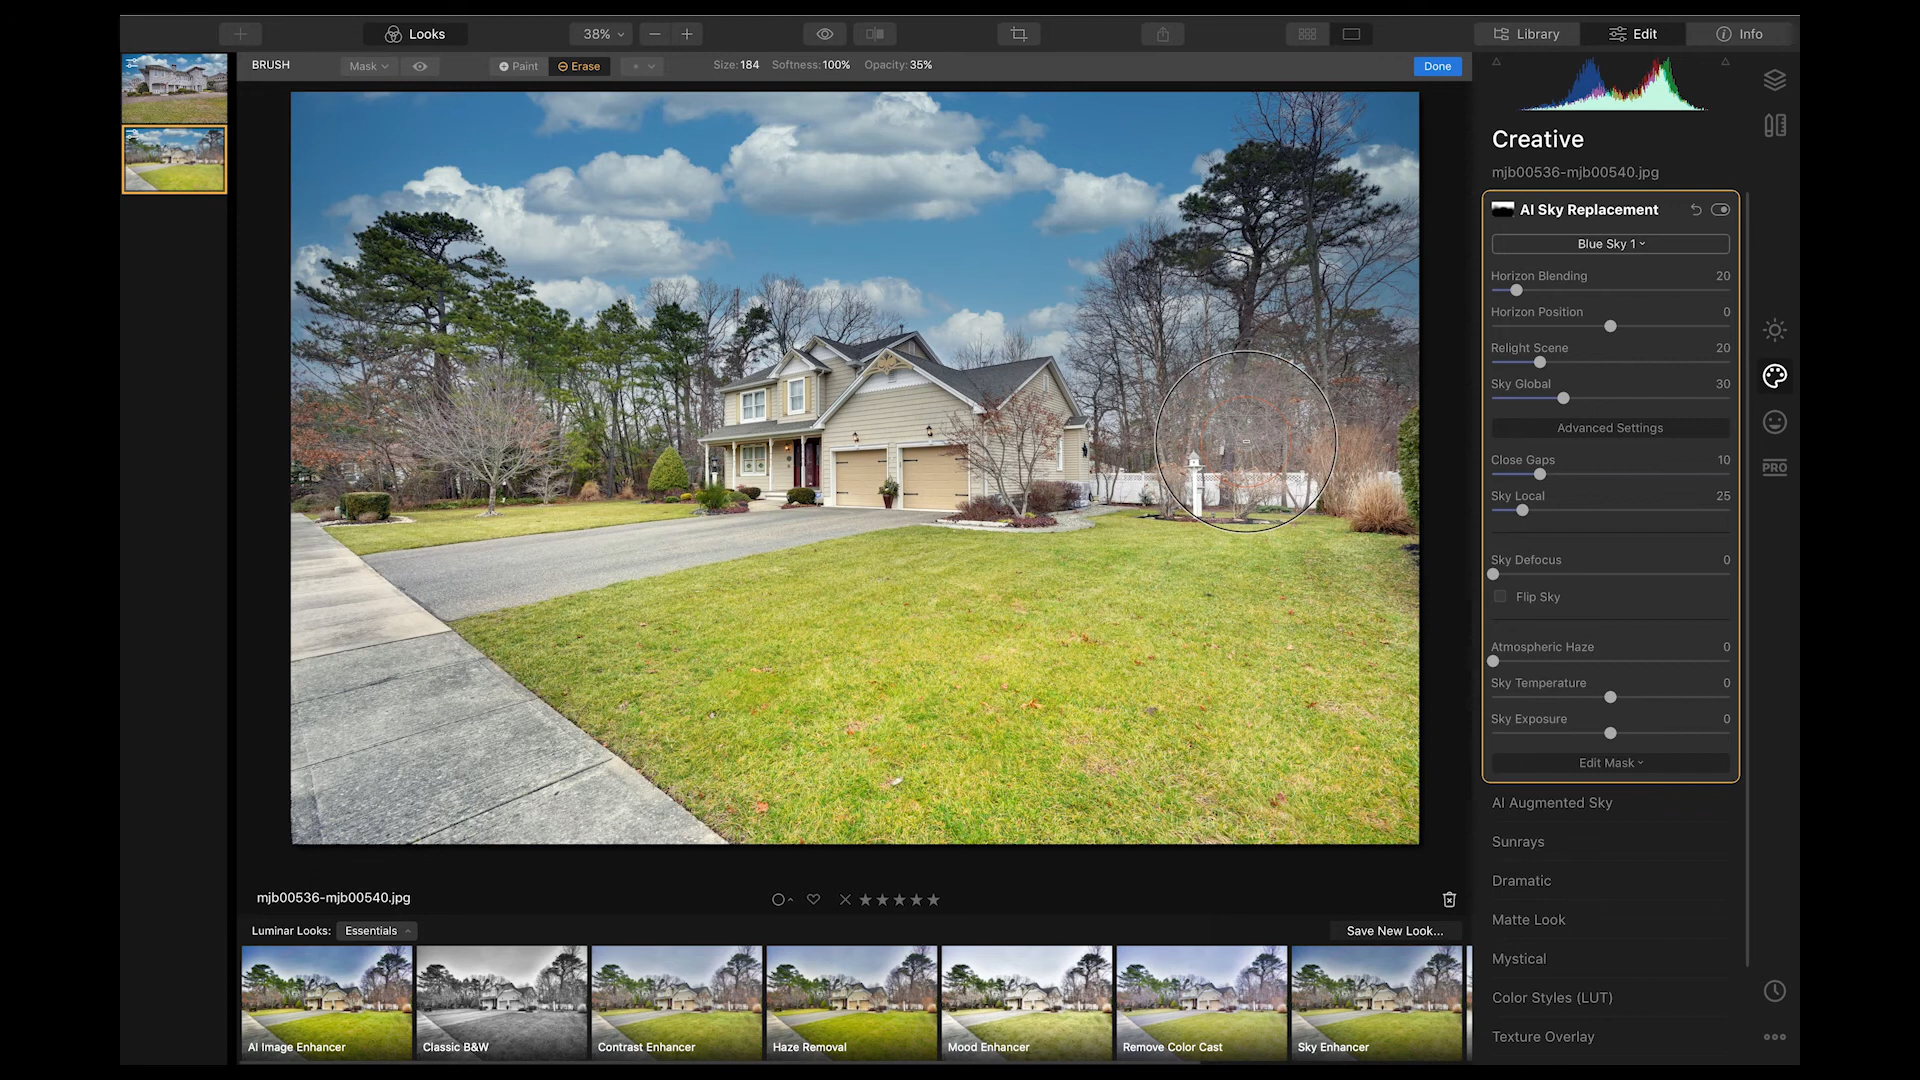 Looks
38%
Library
Edit
Info
BRUSH
Mask
Paint
Erase
Size: 184
Softness: 100%
Opacity: 35%
Done
Creative
mjb00536-mjb00540.jpg
AI Sky Replacement
Blue Sky 1
Horizon Blending 20
Horizon Position 0
Relight Scene 20
Sky Global 30
Advanced Settings
Close Gaps 10
Sky Local 25
Sky Defocus 0
Flip Sky
Atmospheric Haze 0
Sky Temperature 0
Sky Exposure 0
Edit Mask
AI Augmented Sky
Sunrays
Dramatic
Matte Look
Mystical
Color Styles (LUT)
Texture Overlay
PRO
mjb00536-mjb00540.jpg
Luminar Looks: Essentials
Save New Look...
AI Image Enhancer
Classic B&W
Contrast Enhancer
Haze Removal
Mood Enhancer
Remove Color Cast
Sky Enhancer